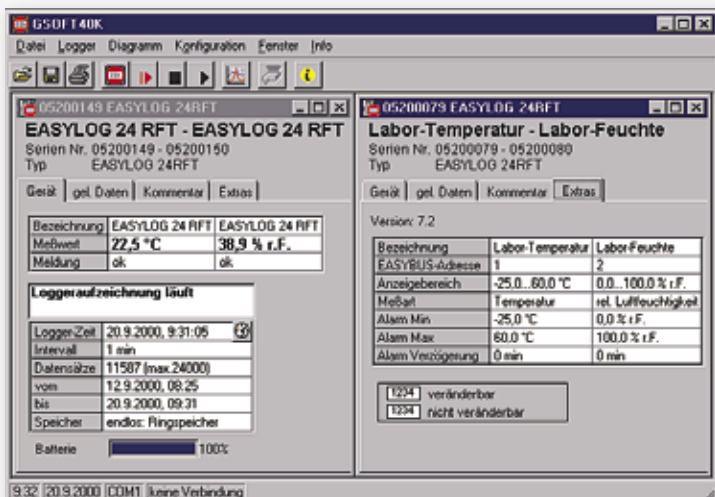 GSOFT40K
Datei Logger Diagramm Konfiguration Fenster Info
05200149 EASYLOG 24RFT
EASYLOG 24 RFT - EASYLOG 24 RFT
Serien Nr. 05200149 - 05200150
Typ EASYLOG 24RFT
Gerät gel. Daten Kommentar Extras
Bezeichnung EASYLOG 24 RFT EASYLOG 24 RFT
Meßwert 22,5 °C 38,9 % r.F.
Meldung ok ok
Loggeraufzeichnung läuft
Logger-Zeit 20.9.2000, 9:31:05
Intervall 1 min
Datensätze 11587 (max.24000)
vom 12.9.2000, 08:25
bis 20.9.2000, 09:31
Speicher endlos: Ringspeicher
Batterie 100%
05200079 EASYLOG 24RFT
Labor-Temperatur - Labor-Feuchte
Serien Nr. 05200079 - 05200080
Typ EASYLOG 24RFT
Gerät gel. Daten Kommentar Extras
Version: 7.2
Bezeichnung Labor-Temperatur Labor-Feuchte
EASYBUS-Adresse 1 2
Anzeigebereich -25,0...60,0 °C 0,0...100,0 % r.F.
Meßart Temperatur rel. Luftfeuchtigkeit
Alarm Min -25,0 °C 0,0 % r.F.
Alarm Max 60,0 °C 100,0 % r.F.
Alarm Verzögerung 0 min 0 min
1234 veränderbar
1234 nicht veränderbar
9:32 20.9.2000 COM1 keine Verbindung